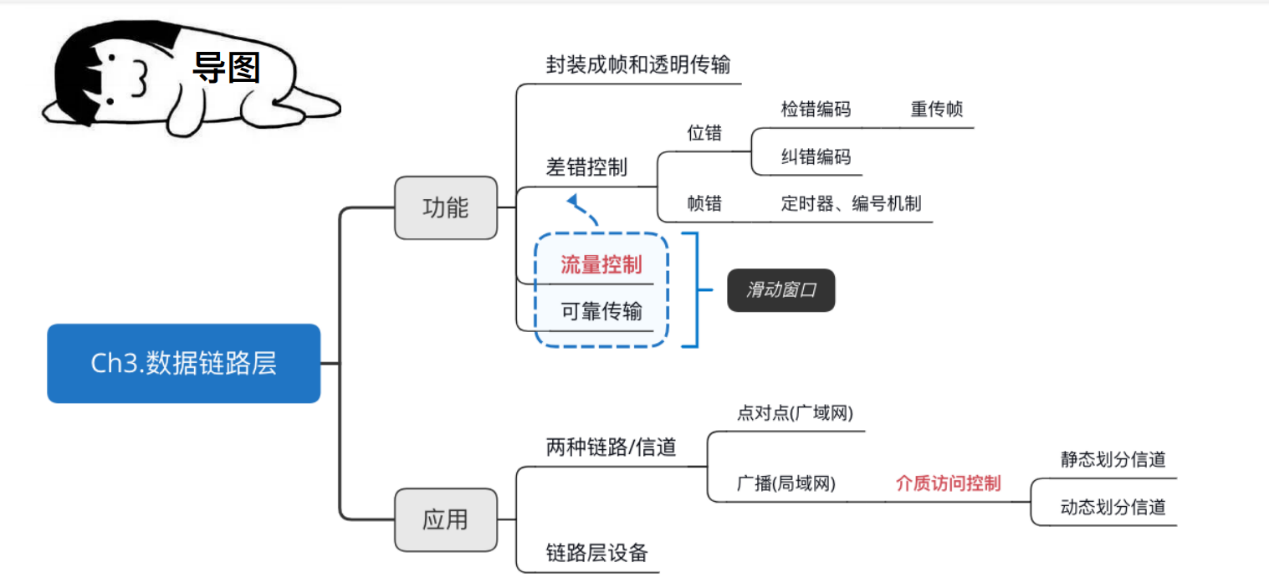 导图
封装成帧和透明传输
检错编码
重传帧
位错
纠错编码
差错控制
帧错
定时器、编号机制
功能
流量控制
滑动窗口
可靠传输
Ch3.数据链路层
点对点(广域网)
两种链路/信道
静态划分信道
广播(局域网)
介质访问控制
动态划分信道
应用
链路层设备